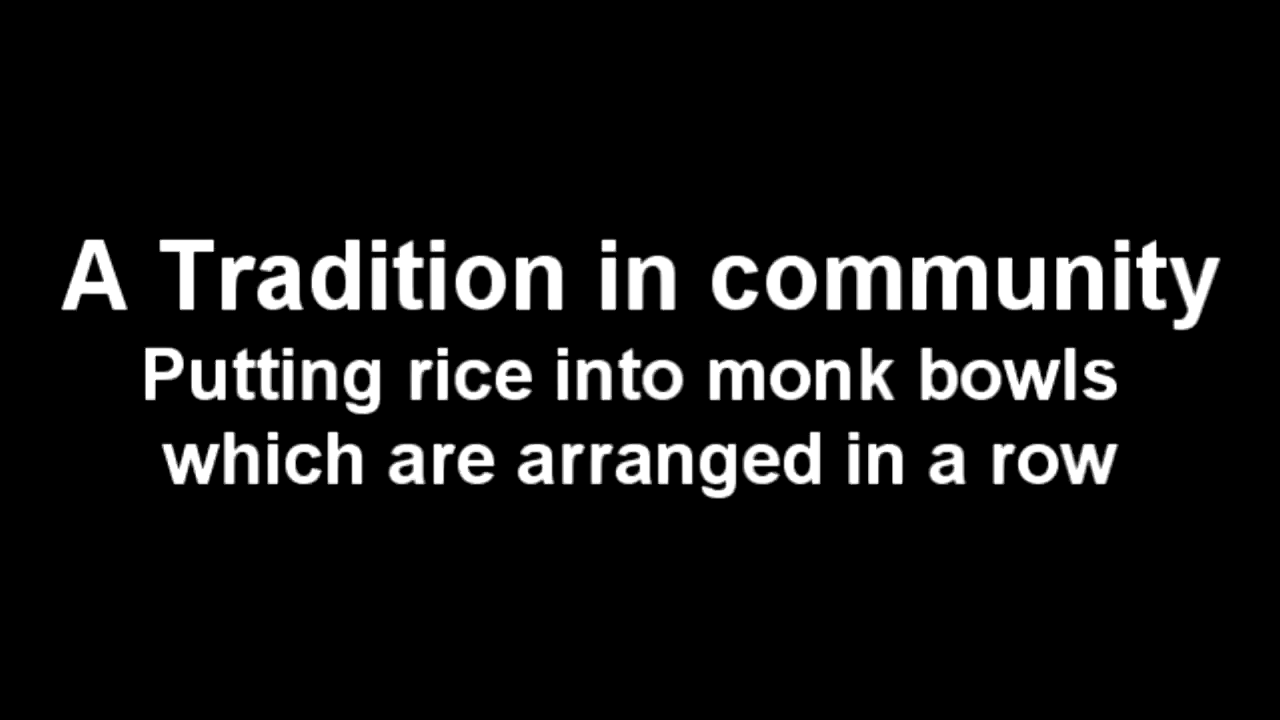 A Tradition in community
Putting rice into monk bowls
which are arranged in a row